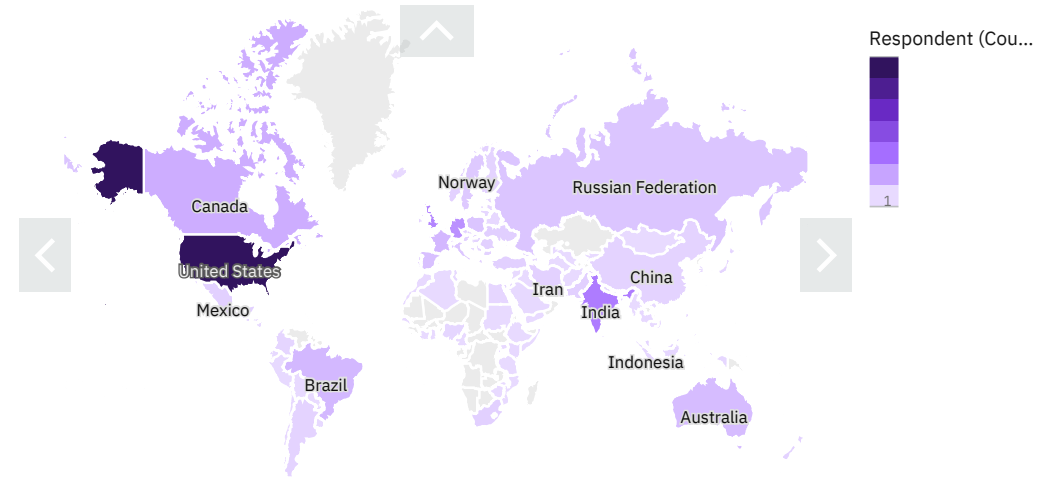 Respondent (Cou...
1
Norway
Russian Federation
Canada
United States
China
Iran
Mexico
India
Indonesia
Brazil
Australia